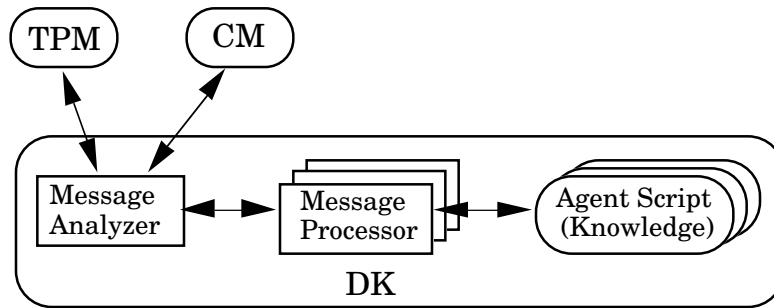 TPM
CM
Message
Analyzer
Message
Processor
Agent Script
(Knowledge)
DK